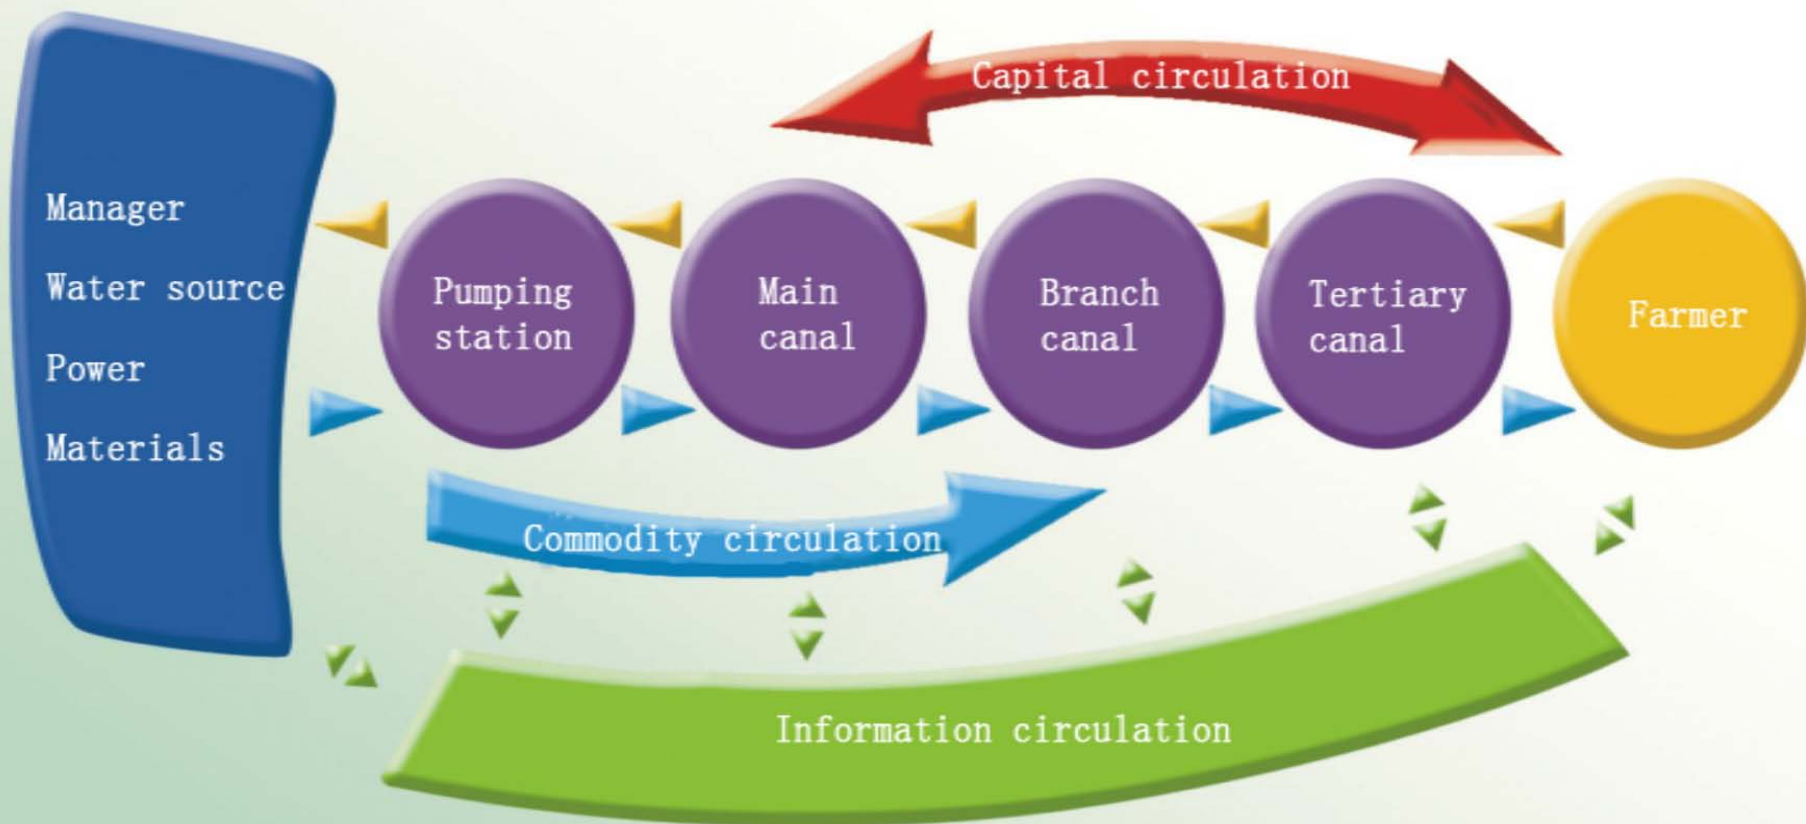 Capital circulation
Manager
Water source
Power
Materials
Pumping
station
Main
canal
Branch
canal
Tertiary
canal
Farmer
Commodity circulation
Information circulation